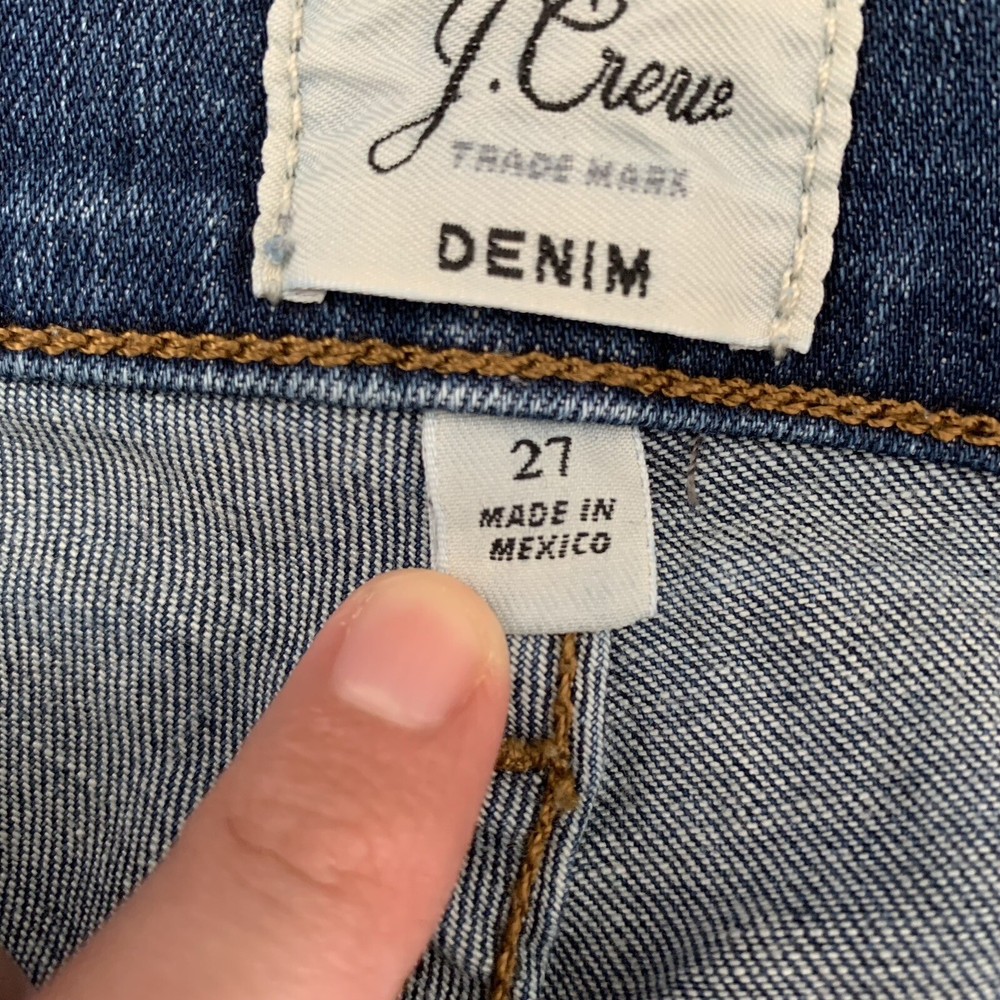 J.Crew
TRADE MARK
DENIM
27
MADE IN
MEXICO